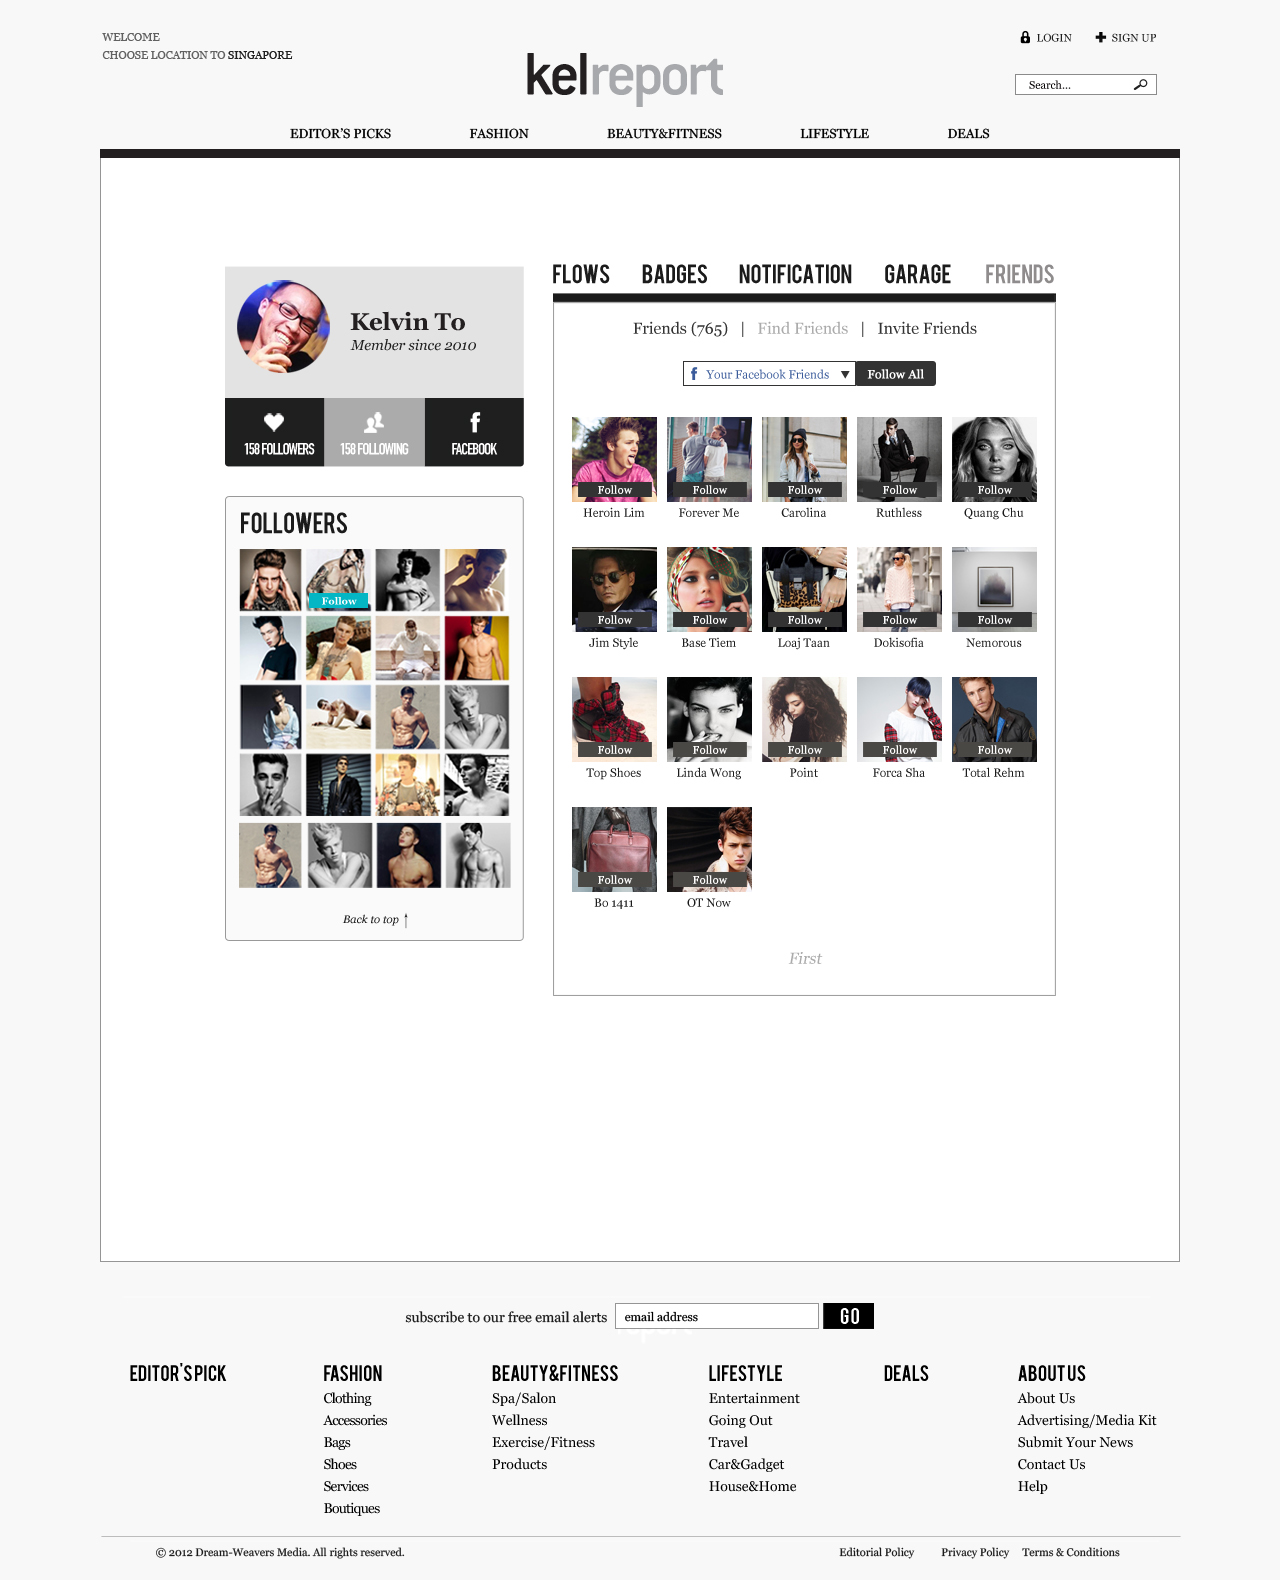 WELCOME
CHOOSE LOCATION TO SINGAPORE
LOGIN
SIGN UP
kelreport
Search...
EDITOR'S PICKS FASHION BEAUTY&FITNESS LIFESTYLE DEALS
Kelvin To
Member since 2010
158 FOLLOWERS 158 FOLLOWING FACEBOOK
FOLLOWERS
Follow
Back to top
FLOWS BADGES NOTIFICATION GARAGE FRIENDS
Friends (765) | Find Friends | Invite Friends
f Your Facebook Friends Follow All
Follow Follow Follow Follow Follow
Heroin Lim Forever Me Carolina Ruthless Quang Chu
Follow Follow Follow Follow Follow
Jim Style Base Tiem Loaj Taan Dokisofia Nemorous
Follow Follow Follow Follow Follow
Top Shoes Linda Wong Point Forca Sha Total Rehm
Follow Follow
Bo 1411 OT Now
First
subscribe to our free email alerts email address GO
report
EDITOR'S PICK
FASHION
Clothing
Accessories
Bags
Shoes
Services
Boutiques
BEAUTY&FITNESS
Spa/Salon
Wellness
Exercise/Fitness
Products
LIFESTYLE
Entertainment
Going Out
Travel
Car&Gadget
House&Home
DEALS
ABOUT US
About Us
Advertising/Media Kit
Submit Your News
Contact Us
Help
© 2012 Dream-Weavers Media. All rights reserved.
Editorial Policy Privacy Policy Terms & Conditions